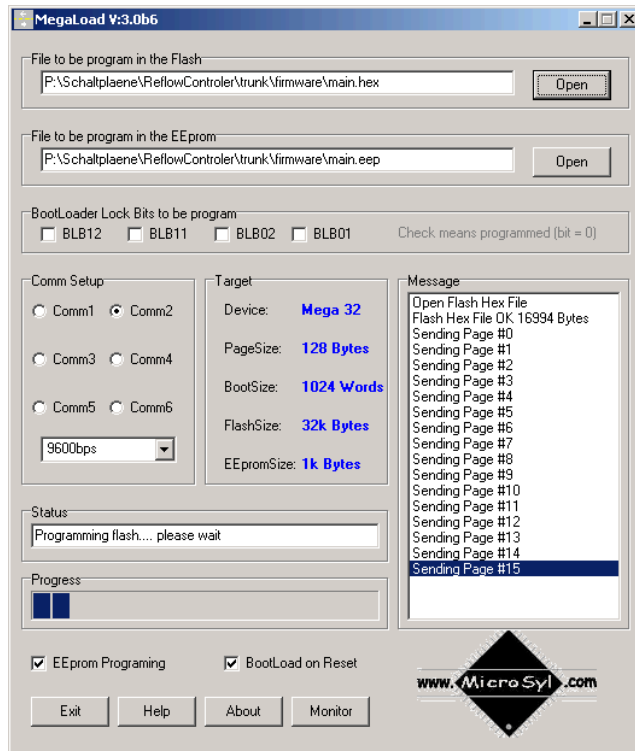 MegaLoad V:3.0b6
File to be program in the Flash
P:\Schaltplaene\ReflowControler\trunk\firmware\main.hex
Open
File to be program in the EEprom
P:\Schaltplaene\ReflowControler\trunk\firmware\main.eep
Open
BootLoader Lock Bits to be program
BLB12 BLB11 BLB02 BLB01 Check means programmed (bit = 0)
Comm Setup
Comm1 Comm2
Comm3 Comm4
Comm5 Comm6
9600bps
Target
Device: Mega 32
PageSize: 128 Bytes
BootSize: 1024 Words
FlashSize: 32k Bytes
EEpromSize: 1k Bytes
Message
Open Flash Hex File
Flash Hex File OK 16994 Bytes
Sending Page #0
Sending Page #1
Sending Page #2
Sending Page #3
Sending Page #4
Sending Page #5
Sending Page #6
Sending Page #7
Sending Page #8
Sending Page #9
Sending Page #10
Sending Page #11
Sending Page #12
Sending Page #13
Sending Page #14
Sending Page #15
Status
Programming flash.... please wait
Progress
EEprom Programing BootLoad on Reset
Exit Help About Monitor
www.MicroSyl.com